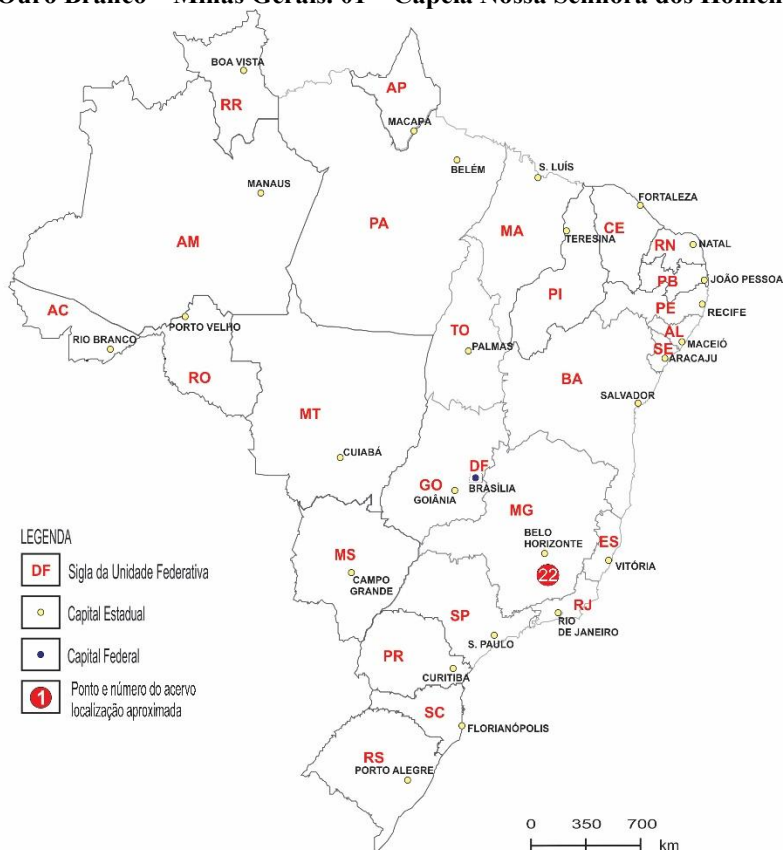 Ouro Branco – Minas Gerais. 01 – Capela Nossa Senhora dos Homen
BOA VISTA
RR
AP
MACAPÁ
BELÉM
S. LUÍS
MANAUS
FORTALEZA
AM
PA
MA
TERESINA
CE
RN
NATAL
PB
JOÃO PESSOA
PI
PE
RECIFE
AC
PORTO VELHO
TO
AL
MACEIÓ
RIO BRANCO
PALMAS
SE
ARACAJU
RO
BA
SALVADOR
MT
CUIABÁ
DF
GO
BRASÍLIA
GOIÂNIA
MG
BELO
HORIZONTE
ES
VITÓRIA
22
MS
CAMPO
GRANDE
RJ
RIO
DE JANEIRO
SP
S. PAULO
PR
CURITIBA
SC
FLORIANÓPOLIS
RS
PORTO ALEGRE
LEGENDA
DF Sigla da Unidade Federativa
Capital Estadual
Capital Federal
1 Ponto e número do acervo
localização aproximada
0 350 700
km